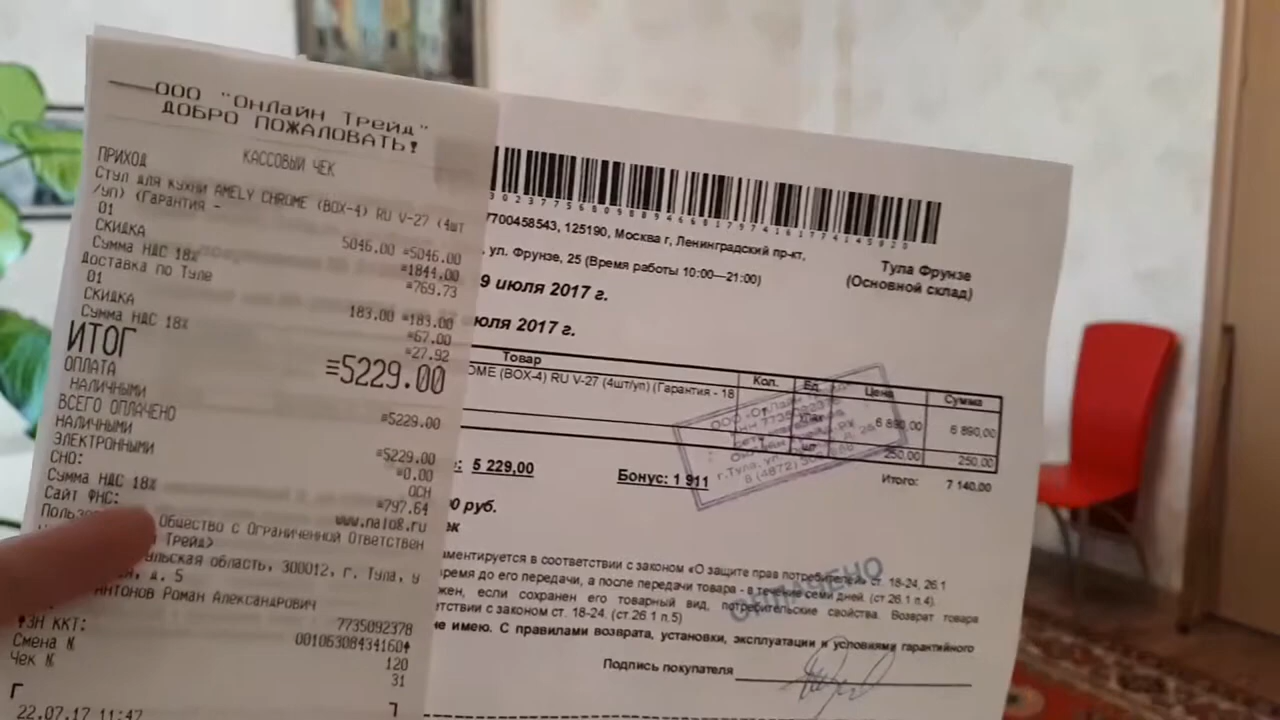 ООО "ОнЛайн Трейд"
ДОБРО ПОЖАЛОВАТЬ!
КАССОВЫЙ ЧЕК
ПРИХОД
Стул для кухни AMELY CHROME (BOX-4) RU V-27 (4шт
/уп) (Гарантия -
01
5046.00 =5046.00
СКИДКА
=1844.00
Сумма НДС 18%
=769.73
Доставка по Туле
01
183.00 =183.00
СКИДКА
=67.00
Сумма НДС 18%
=27.92
ИТОГ
=5229.00
ОПЛАТА
НАЛИЧНЫМИ
=5229.00
ВСЕГО ОПЛАЧЕНО
НАЛИЧНЫМИ
=5229.00
ЭЛЕКТРОННЫМИ
=0.00
СНО:
ОСН
Сумма НДС 18%
=797.64
Сайт ФНС:
www.nalog.ru
Общество с Ограниченной Ответствен
Трейд>
область, 300012, г. Тула, у
д. 5
Антонов Роман Александрович
7735092378
ЗН ККТ:
00106308434160
Смена №
120
Чек №
31
22.07.17 11:47
7700458543, 125190, Москва г, Ленинградский пр-кт,
ул. Фрунзе, 25 (Время работы 10:00—21:00)
Тула Фрунзе
(Основной склад)
9 июля 2017 г.
июля 2017 г.
Товар Кол. Ед. Цена Сумма
(BOX-4) RU V-27 (4шт/уп) (Гарантия - 18
6 890,00 6 890,00
шт 250,00 250,00
5 229,00 Бонус: 1 911 Итого: 7 140,00
руб.
ООО
г.Тула, ул.
8 (4872)
в соответствии с законом «О защите прав потребителей» ст. 18-24, 26.1
до его передачи, а после передачи товара - в течение семи дней. (ст.26.1 п.4).
если сохранен его товарный вид, потребительские свойства. Возврат товара
с законом ст. 18-24. (ст.26.1 п.5)
ОПЛАЧЕНО
не имею. С правилами возврата, установки, эксплуатации и условиями гарантийного
Подпись покупателя